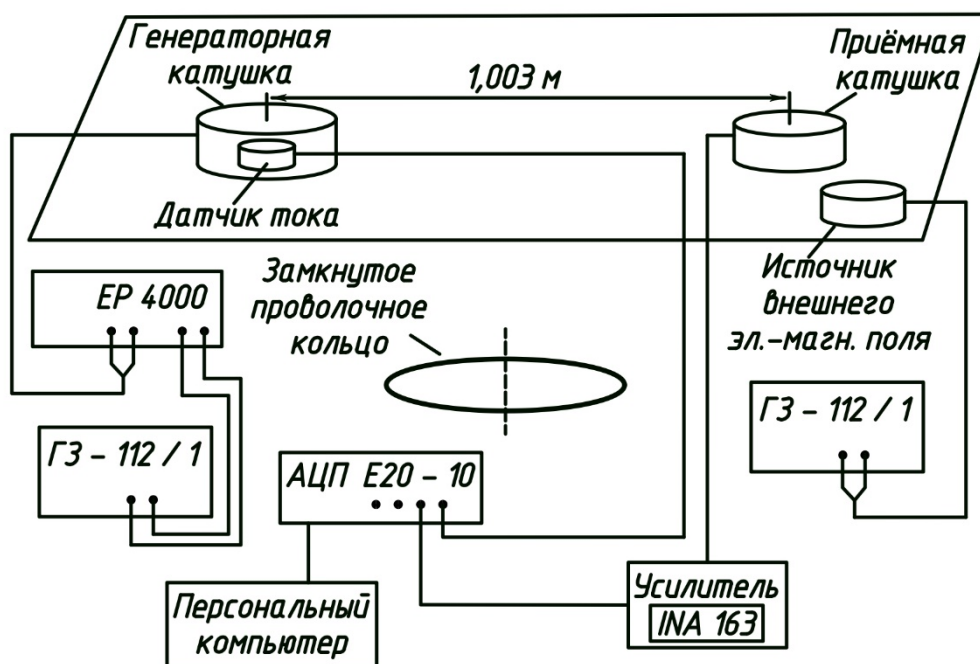 Генераторная
катушка
1,003 м
Приёмная
катушка
Датчик тока
Источник
внешнего
эл.-магн. поля
Замкнутое
проволочное
кольцо
ЕР 4000
ГЗ – 112 / 1
ГЗ – 112 / 1
АЦП Е20 – 10
Усилитель
INA 163
Персональный
компьютер